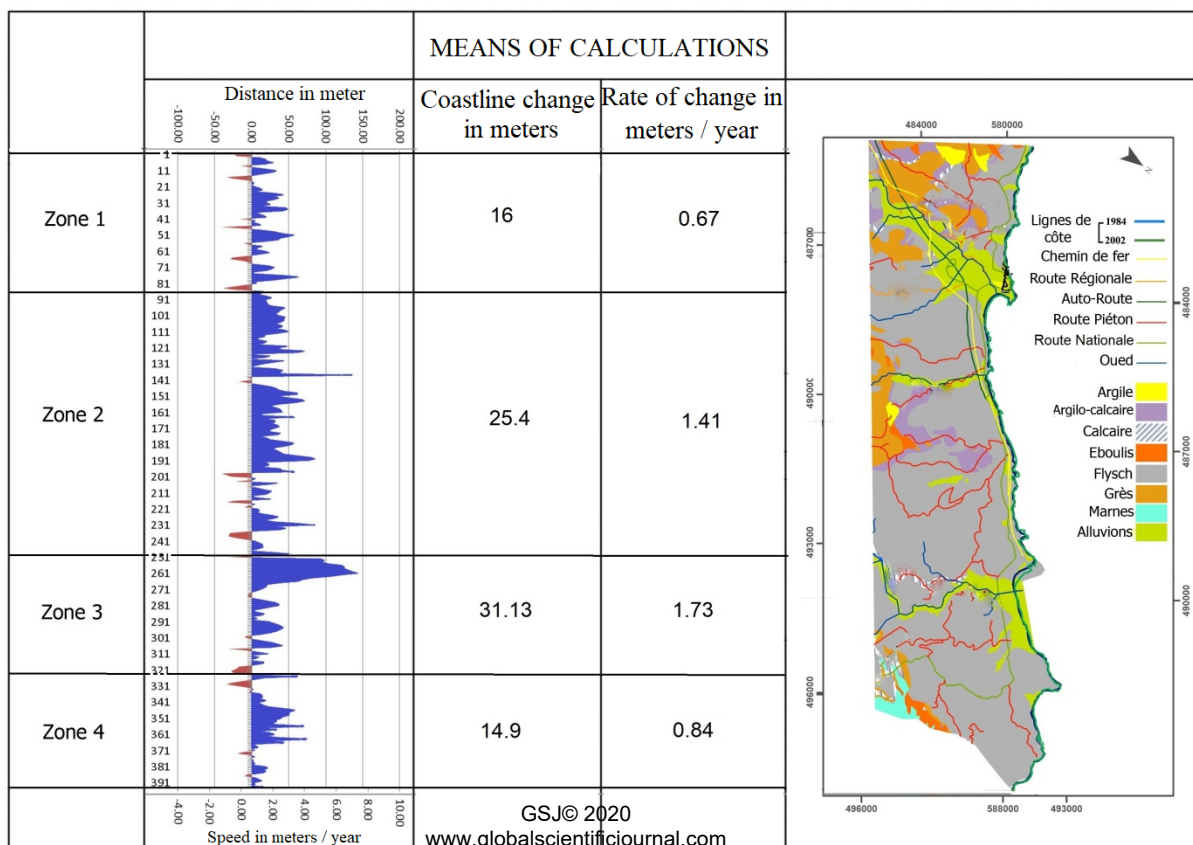 MEANS OF CALCULATIONS
Distance in meter
-100.00 -50.00 0.00 50.00 100.00 150.00 200.00
Coastline change
in meters
Rate of change in
meters / year
Zone 1
1
11
21
31
41
51
61
71
81
16
0.67
Zone 2
91
101
111
121
131
141
151
161
171
181
191
201
211
221
231
241
25.4
1.41
Zone 3
251
261
271
281
291
301
311
321
31.13
1.73
Zone 4
331
341
351
361
371
381
391
14.9
0.84
-4.00 -2.00 0.00 2.00 4.00 6.00 8.00 10.00
Speed in meters / year
GSJ© 2020
www.globalscientificjournal.com
484000 580000
487000
490000
493000
496000
484000
487000
490000
496000 588000 493000
N
Lignes de
côte
1984
2002
Chemin de fer
Route Régionale
Auto-Route
Route Piéton
Route Nationale
Oued
Argile
Argilo-calcaire
Calcaire
Eboulis
Flysch
Grès
Marnes
Alluvions